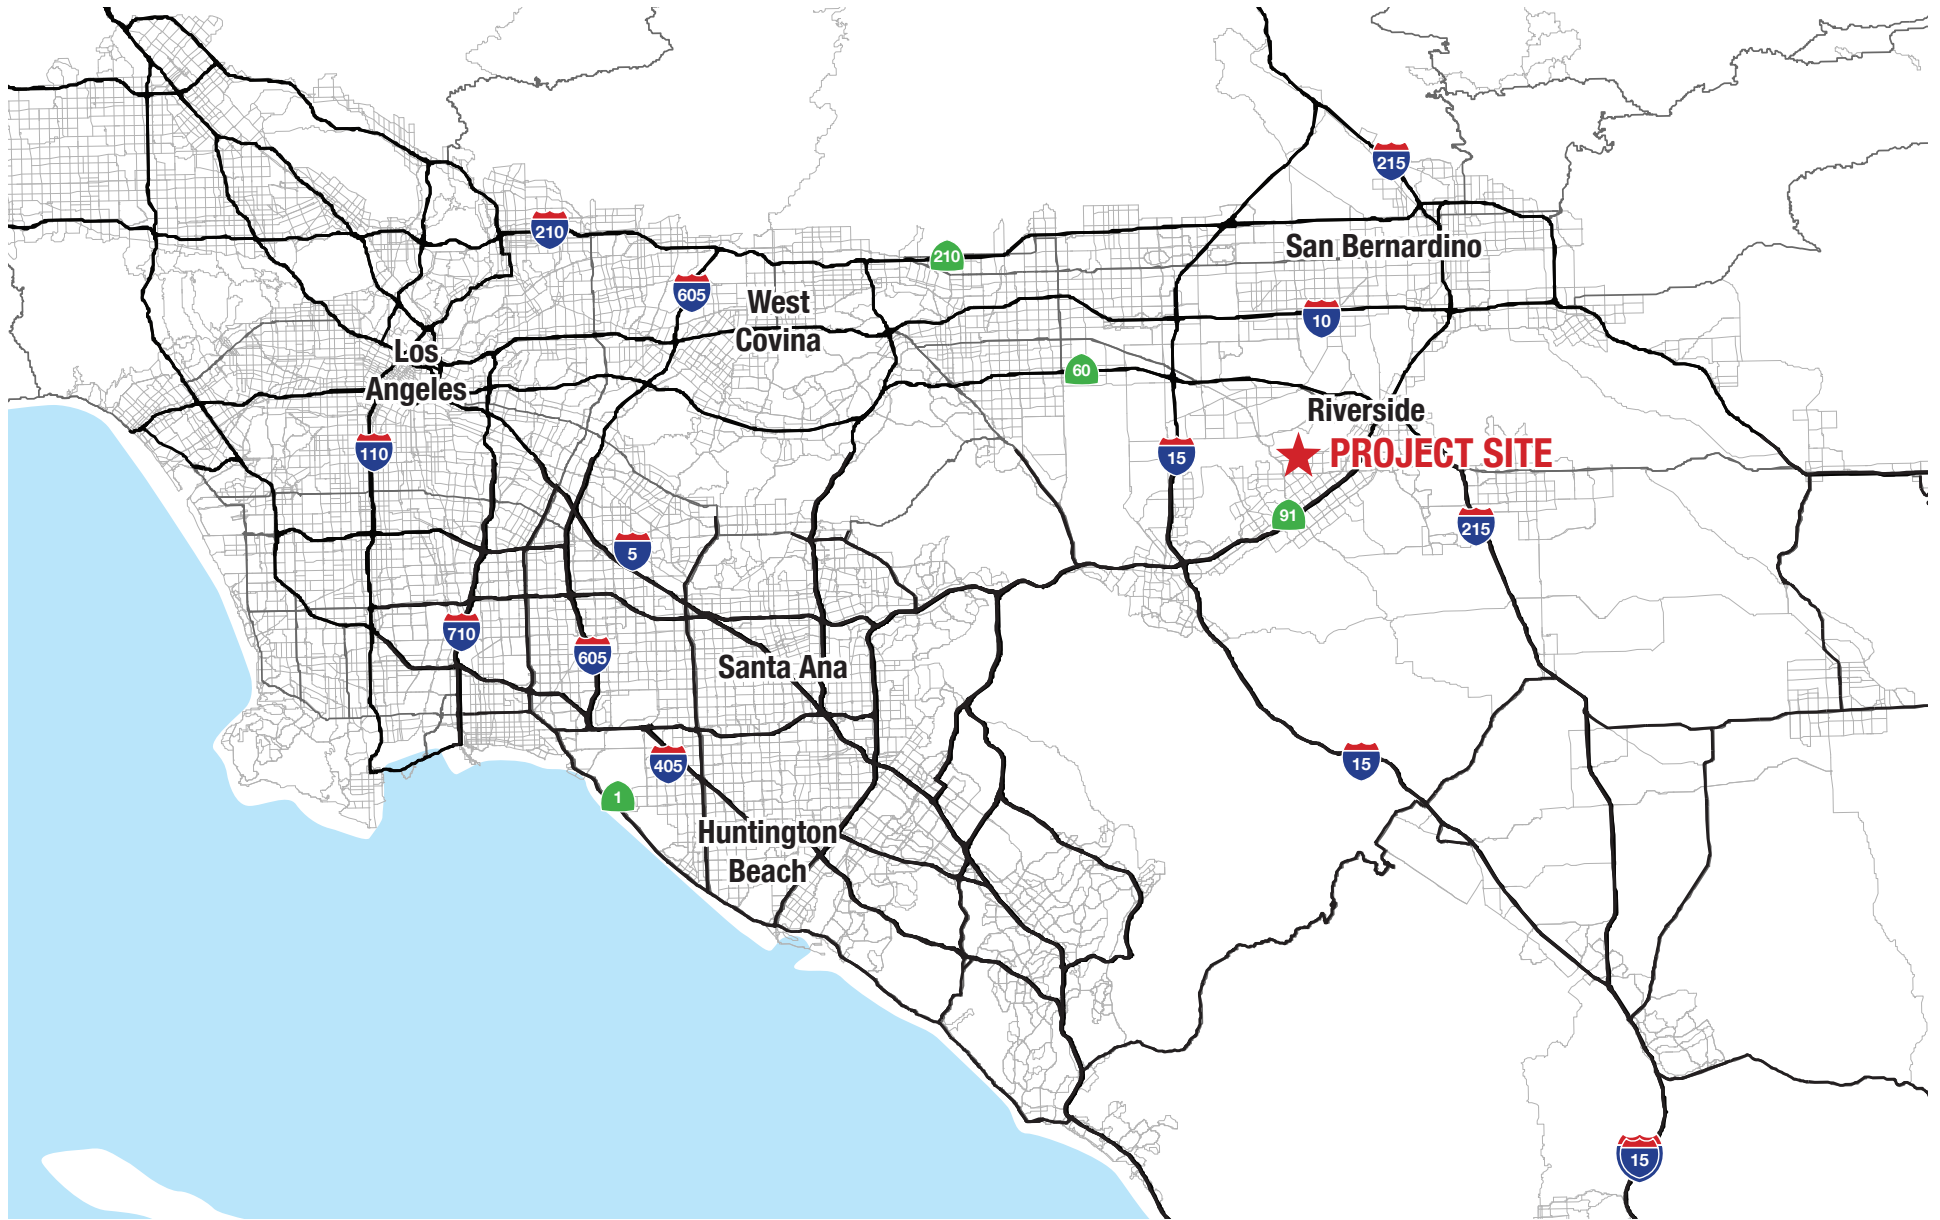 215
210
210
San Bernardino
605
West
Covina
10
Los
Angeles
60
Riverside
PROJECT SITE
110
15
91
215
5
710
605
Santa Ana
405
15
1
Huntington
Beach
15